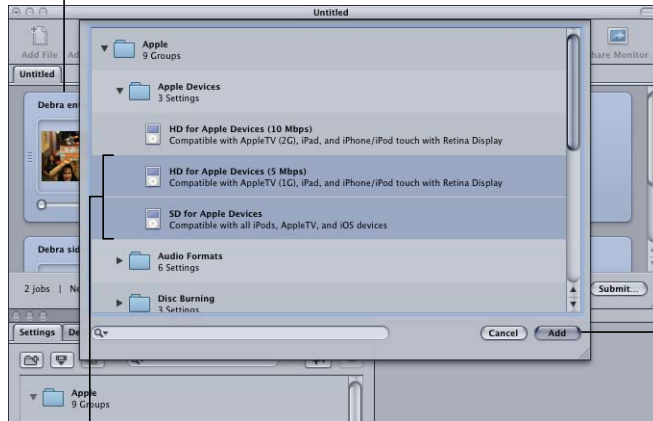 Untitled
Add File
hare Monitor
Untitled
Apple
9 Groups
Apple Devices
3 Settings
Debra ent
HD for Apple Devices (10 Mbps)
Compatible with AppleTV (2G), iPad, and iPhone/iPod touch with Retina Display
HD for Apple Devices (5 Mbps)
Compatible with AppleTV (1G), iPad, and iPhone/iPod touch with Retina Display
SD for Apple Devices
Compatible with all iPods, AppleTV, and iOS devices
Debra sid
Audio Formats
6 Settings
Disc Burning
3 Settings
2 jobs | Ne
Submit...
Settings
De
Cancel
Add
Apple
9 Groups